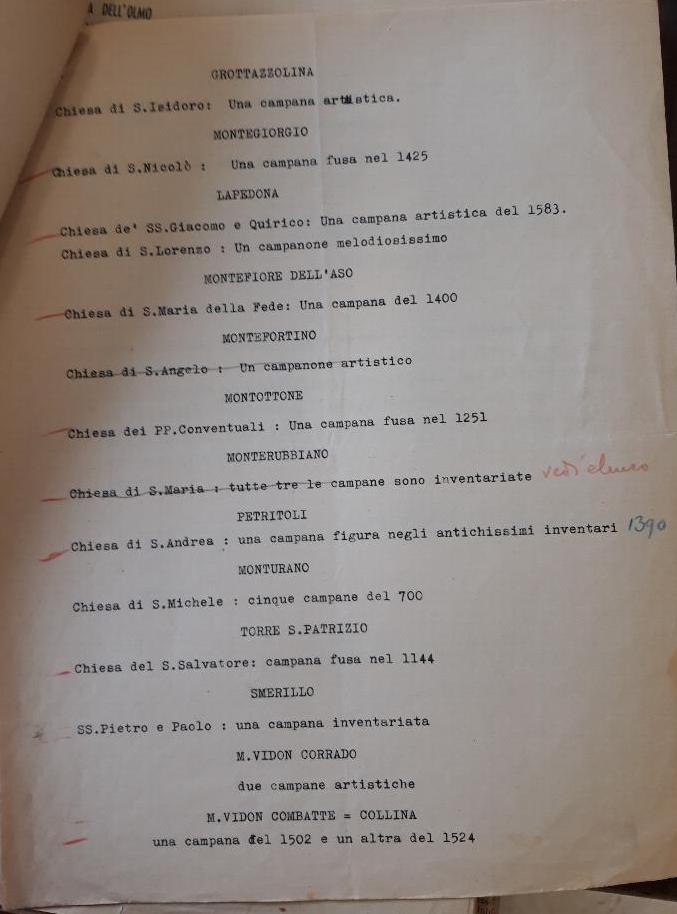 A DELL'OLMO
GROTTAZZOLINA
Chiesa di S.Isidoro: Una campana artistica.
MONTEGIORGIO
Chiesa di S.Nicolò : Una campana fusa nel 1425
LAPEDONA
Chiesa de' SS.Giacomo e Quirico: Una campana artistica del 1583.
Chiesa di S.Lorenzo : Un campanone melodiosissimo
MONTEFIORE DELL'ASO
Chiesa di S.Maria della Fede: Una campana del 1400
MONTEFORTINO
Chiesa di S.Angelo : Un campanone artistico
MONTOTTONE
Chiesa dei PP.Conventuali : Una campana fusa nel 1251
MONTERUBBIANO
Chiesa di S.Maria : tutte tre le campane sono inventariate vedi elenco
PETRITOLI
Chiesa di S.Andrea : una campana figura negli antichissimi inventari 1390
MONTURANO
Chiesa di S.Michele : cinque campane del 700
TORRE S.PATRIZIO
Chiesa del S.Salvatore: campana fusa nel 1144
SMERILLO
SS.Pietro e Paolo : una campana inventariata
M.VIDON CORRADO
due campane artistiche
M.VIDON COMBATTE = COLLINA
una campana del 1502 e un altra del 1524